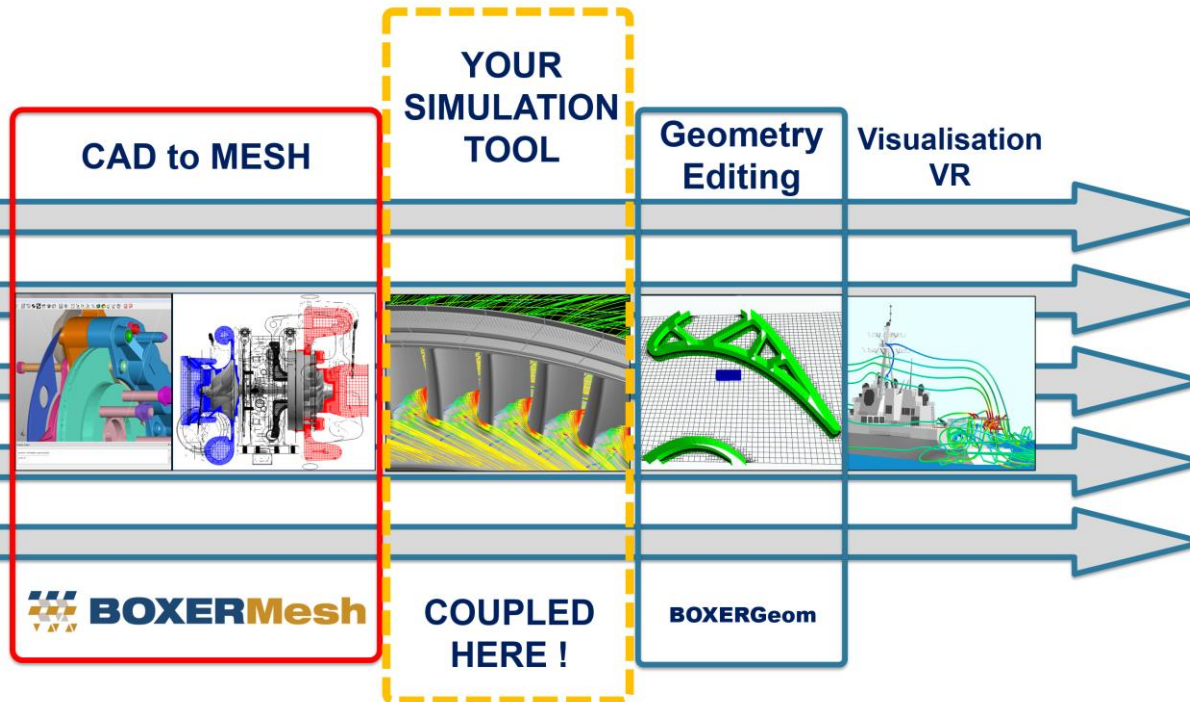 CAD to MESH
YOUR
SIMULATION
TOOL
Geometry
Editing
Visualisation
VR
BOXERMesh
COUPLED
HERE !
BOXERGeom